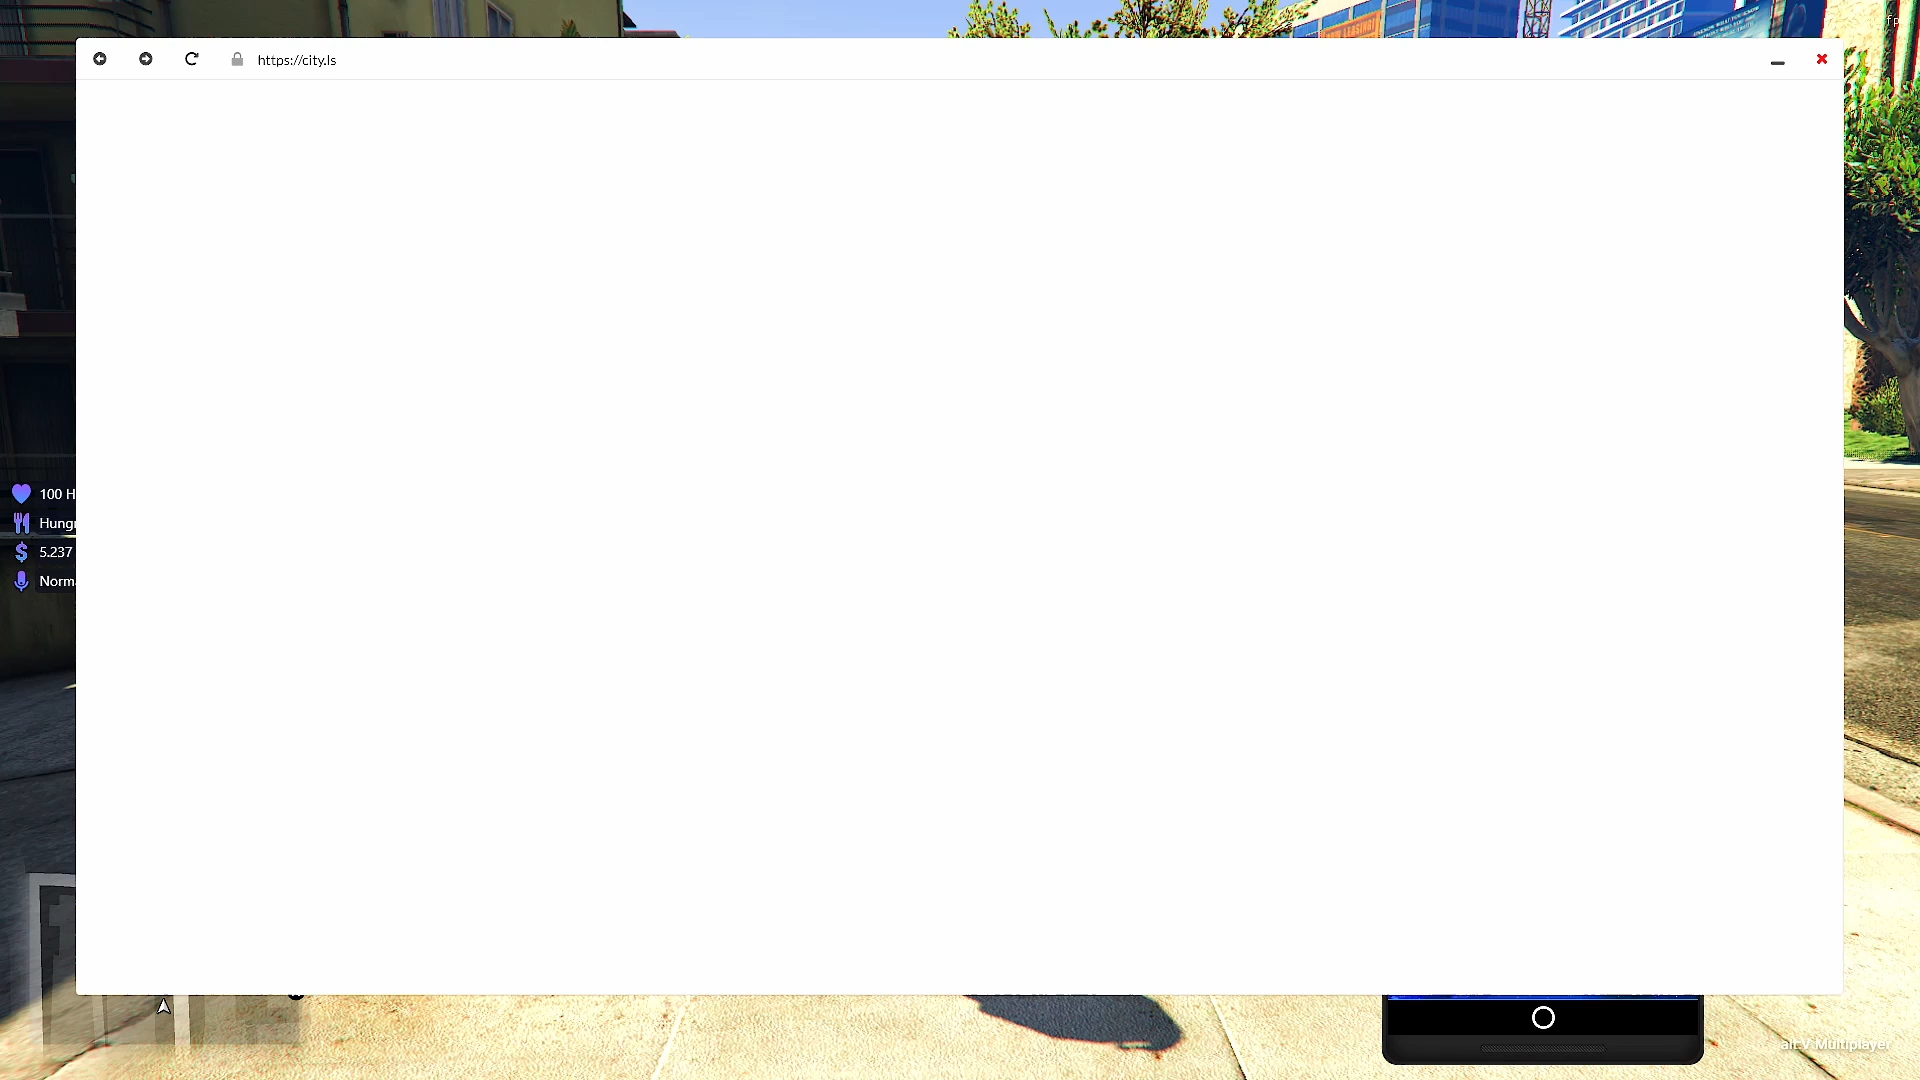 https://city.ls
100 H
Hung
5.237
Norm
alt:V Multiplayer